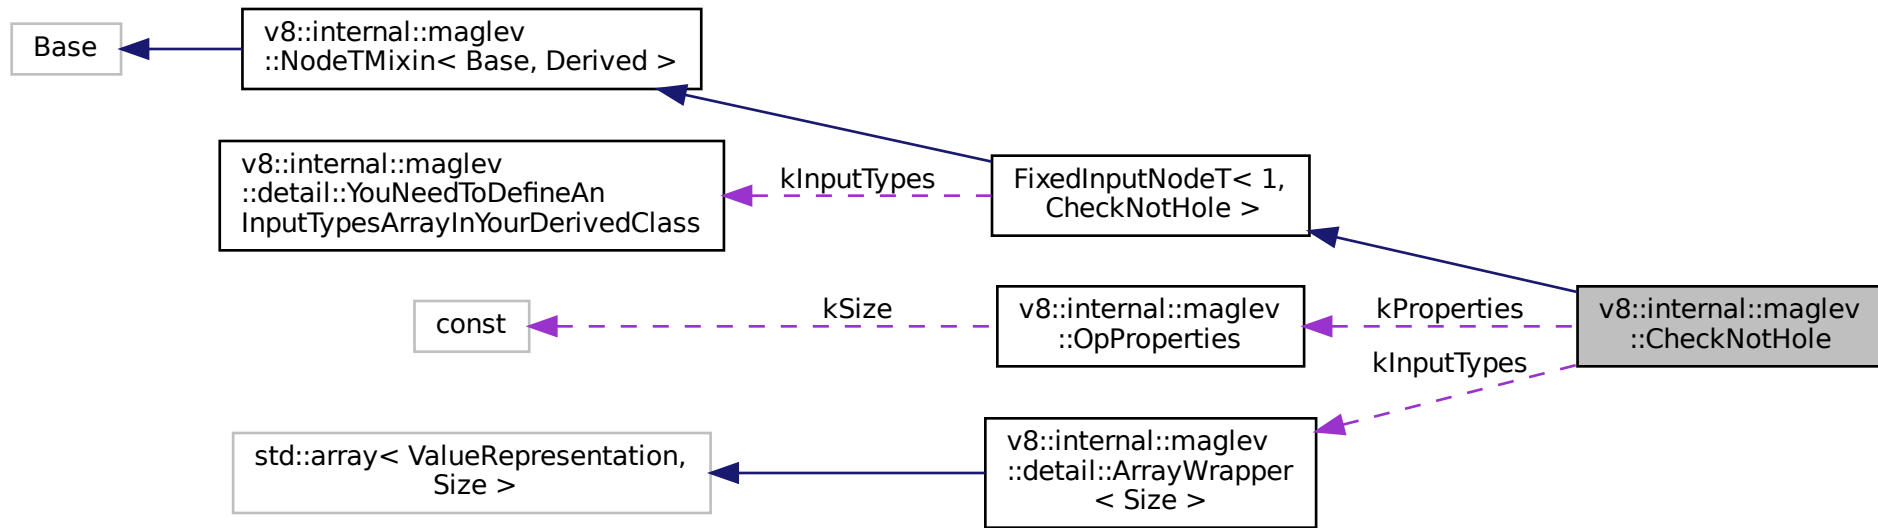 Base
v8::internal::maglev
::NodeTMixin< Base, Derived >
v8::internal::maglev
::detail::YouNeedToDefineAn
InputTypesArrayInYourDerivedClass
kInputTypes
FixedInputNodeT< 1,
CheckNotHole >
const
kSize
v8::internal::maglev
::OpProperties
kProperties
v8::internal::maglev
::CheckNotHole
kInputTypes
std::array< ValueRepresentation,
Size >
v8::internal::maglev
::detail::ArrayWrapper
< Size >